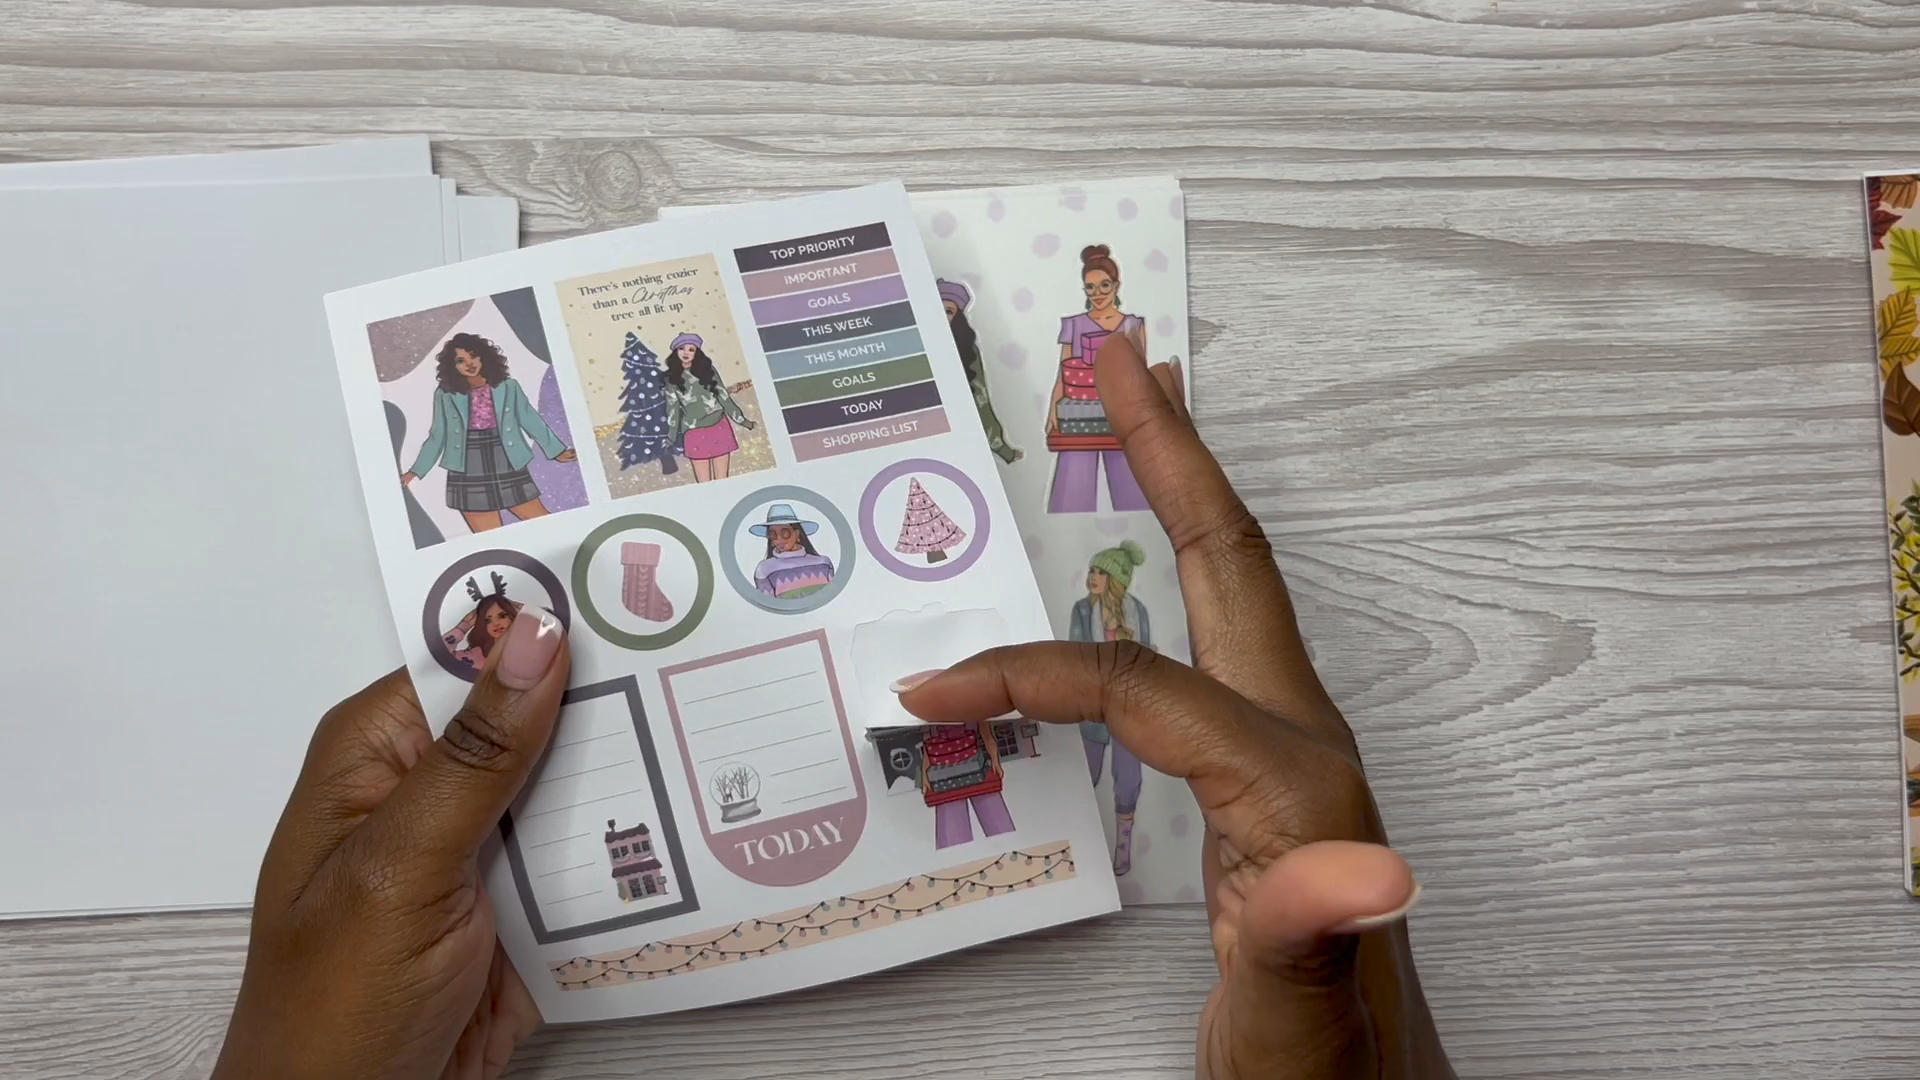 There's nothing cozier
than a Christmas
tree all lit up
TOP PRIORITY
IMPORTANT
GOALS
THIS WEEK
THIS MONTH
GOALS
TODAY
SHOPPING LIST
TODAY